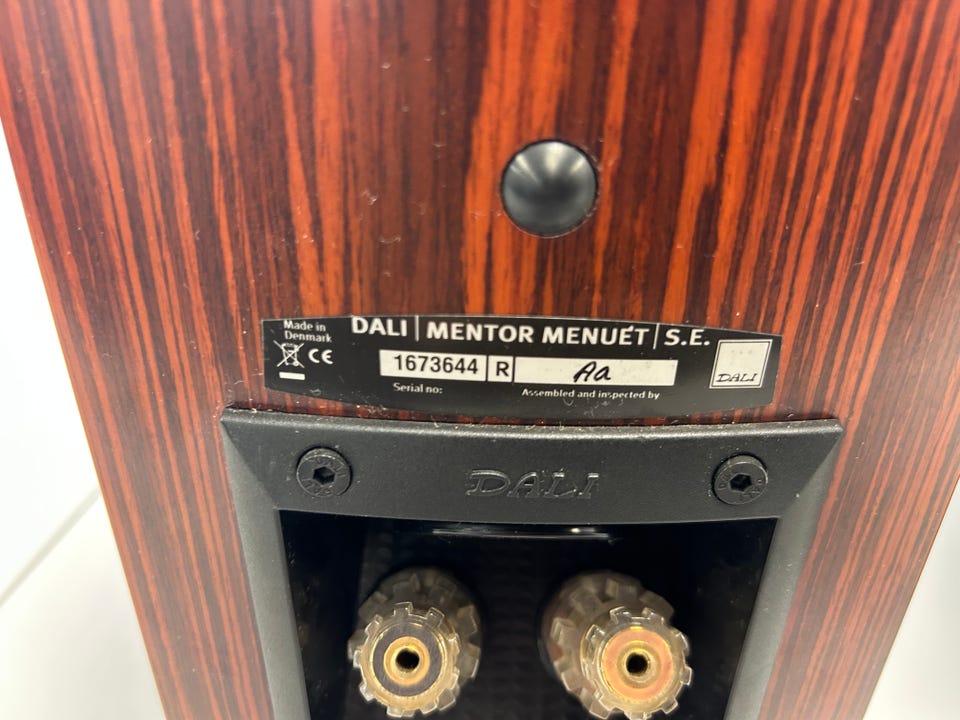 Made in
Denmark
DALI | MENTOR MENUET | S.E.
CE
1673644 R Aa
Serial no:
Assembled and inspected by
DALI
DALI